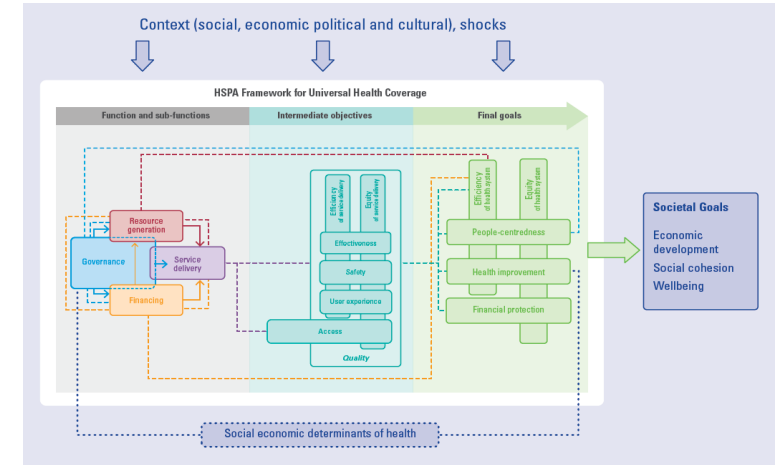 Context (social, economic political and cultural), shocks
HSPA Framework for Universal Health Coverage
Function and sub-functions
Intermediate objectives
Final goals
Resource
generation
Governance
Service
delivery
Financing
Efficiency
of service delivery
Equity
of service delivery
Effectiveness
Safety
User experience
Access
Quality
Efficiency
of health system
Equity
of health system
People-centredness
Health improvement
Financial protection
Societal Goals
Economic
development
Social cohesion
Wellbeing
Social economic determinants of health